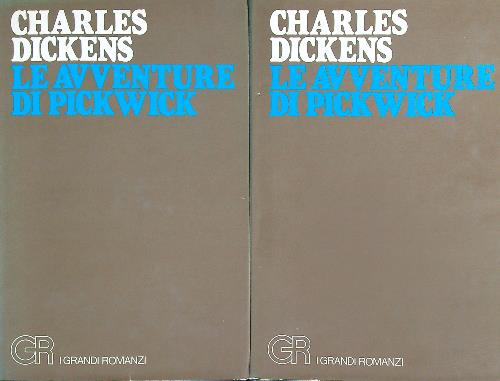 CHARLES
DICKENS
LE AVVENTURE
DI PICKWICK
GR I GRANDI ROMANZI
CHARLES
DICKENS
LE AVVENTURE
DI PICKWICK
GR I GRANDI ROMANZI